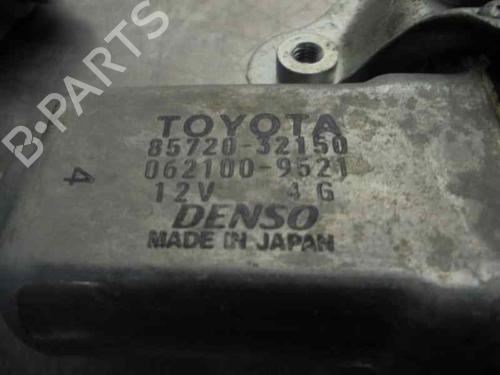 B-PARTS
TOYOTA
85720-32150
062100-9521
12V 4G
4
DENSO
MADE IN JAPAN